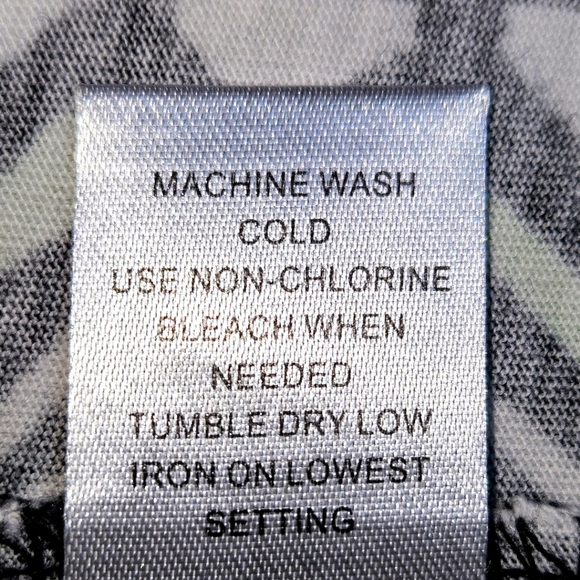 MACHINE WASH
COLD
USE NON-CHLORINE
BLEACH WHEN
NEEDED
TUMBLE DRY LOW
IRON ON LOWEST
SETTING